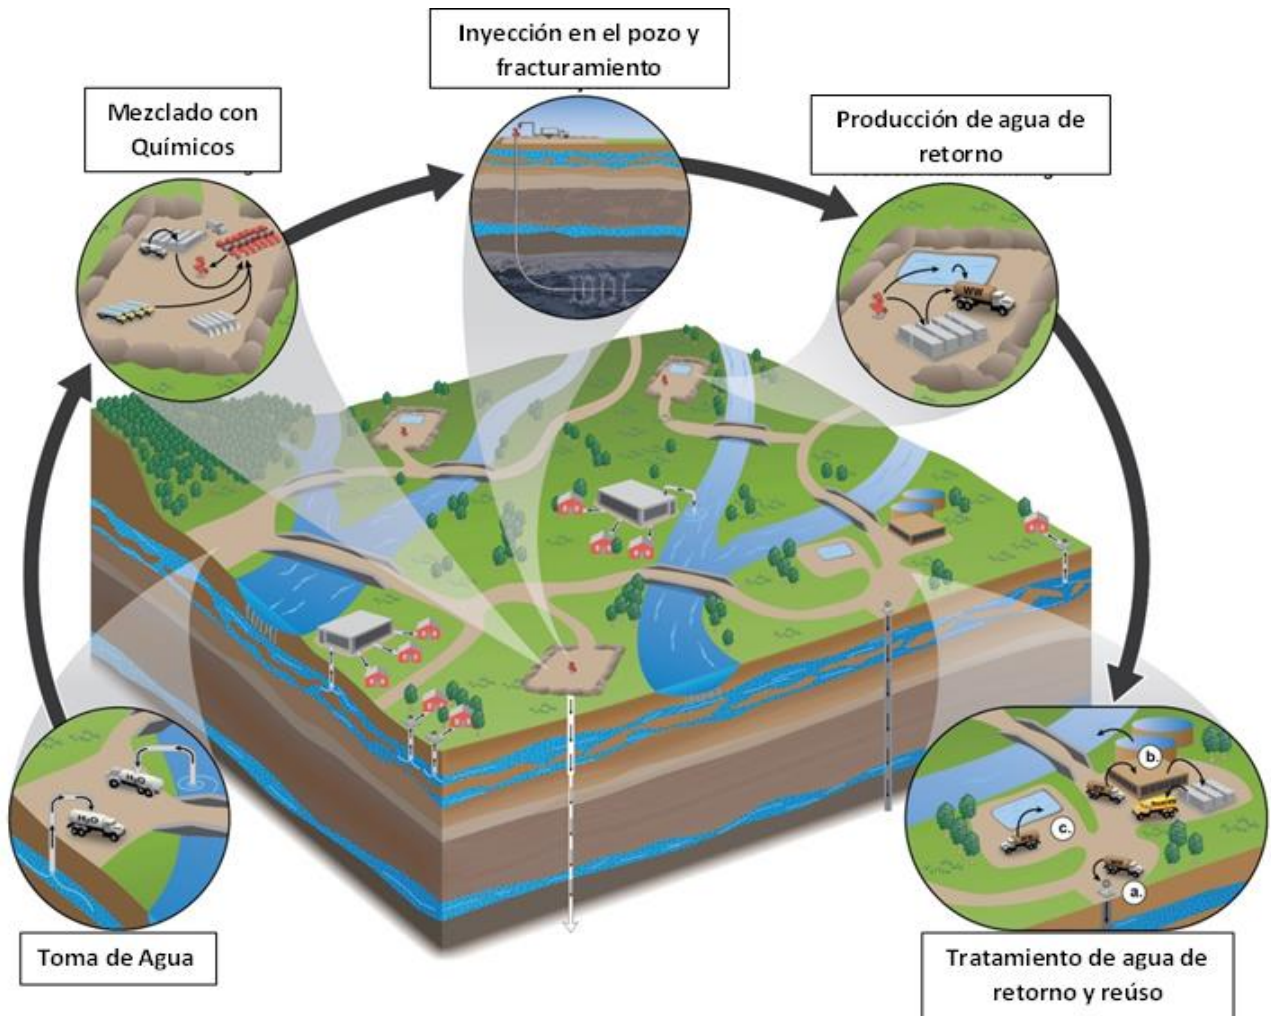 Inyección en el pozo y
fracturamiento
Mezclado con
Químicos
Producción de agua de
retorno
WW
H₂O
H₂O
b.
c.
a.
Toma de Agua
Tratamiento de agua de
retorno y reúso